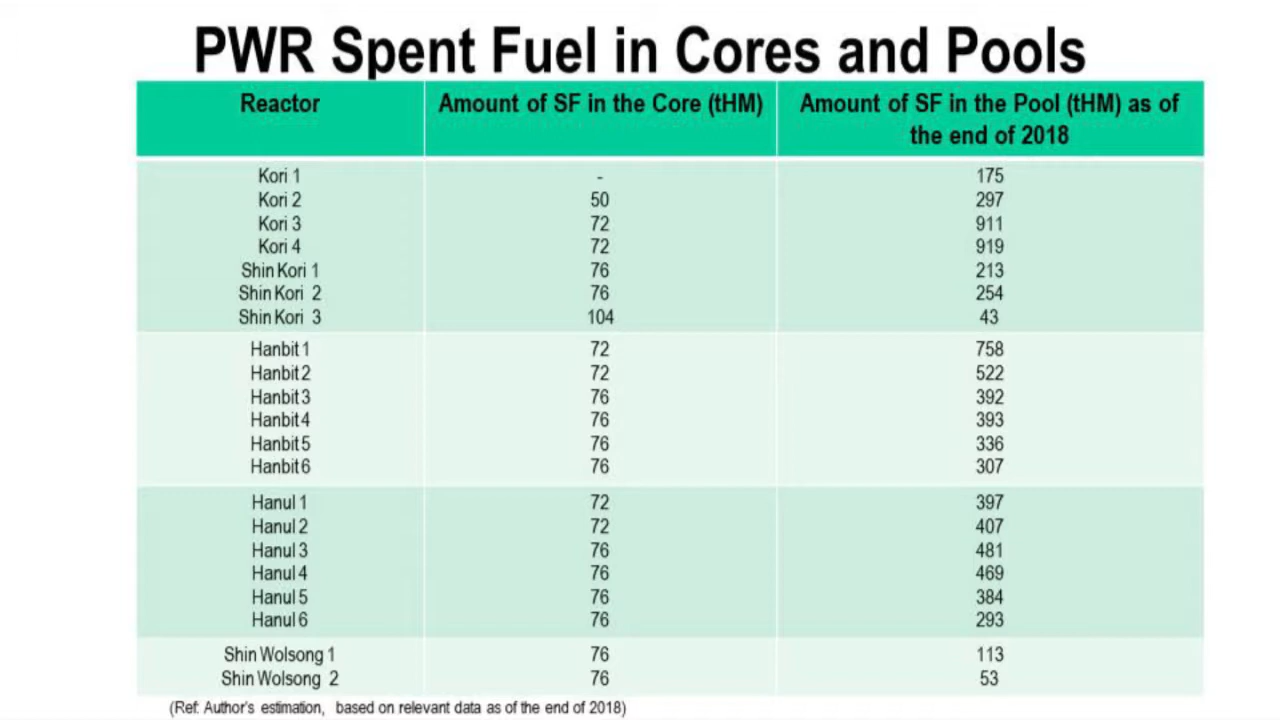 PWR Spent Fuel in Cores and Pools
Reactor Amount of SF in the Core (tHM) Amount of SF in the Pool (tHM) as of
the end of 2018
Kori 1 - 175
Kori 2 50 297
Kori 3 72 911
Kori 4 72 919
Shin Kori 1 76 213
Shin Kori 2 76 254
Shin Kori 3 104 43
Hanbit 1 72 758
Hanbit 2 72 522
Hanbit 3 76 392
Hanbit 4 76 393
Hanbit 5 76 336
Hanbit 6 76 307
Hanul 1 72 397
Hanul 2 72 407
Hanul 3 76 481
Hanul 4 76 469
Hanul 5 76 384
Hanul 6 76 293
Shin Wolsong 1 76 113
Shin Wolsong 2 76 53
(Ref: Author's estimation, based on relevant data as of the end of 2018)